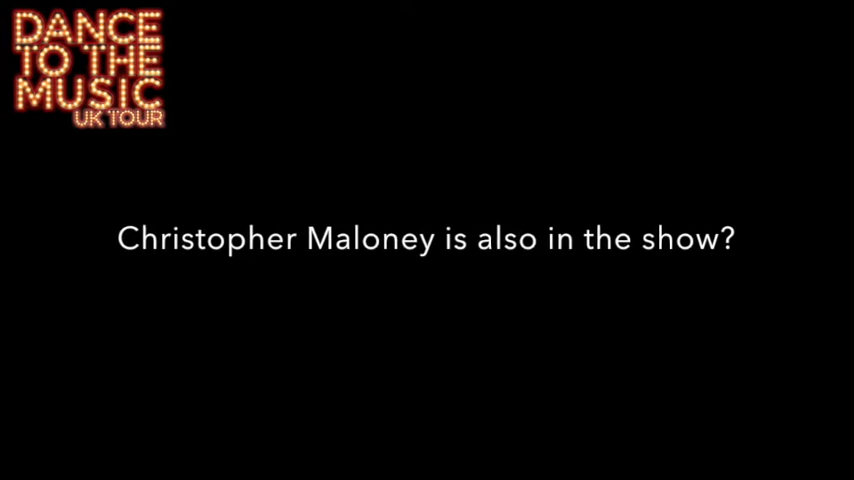 DANCE
TO THE
MUSIC
UK TOUR
Christopher Maloney is also in the show?